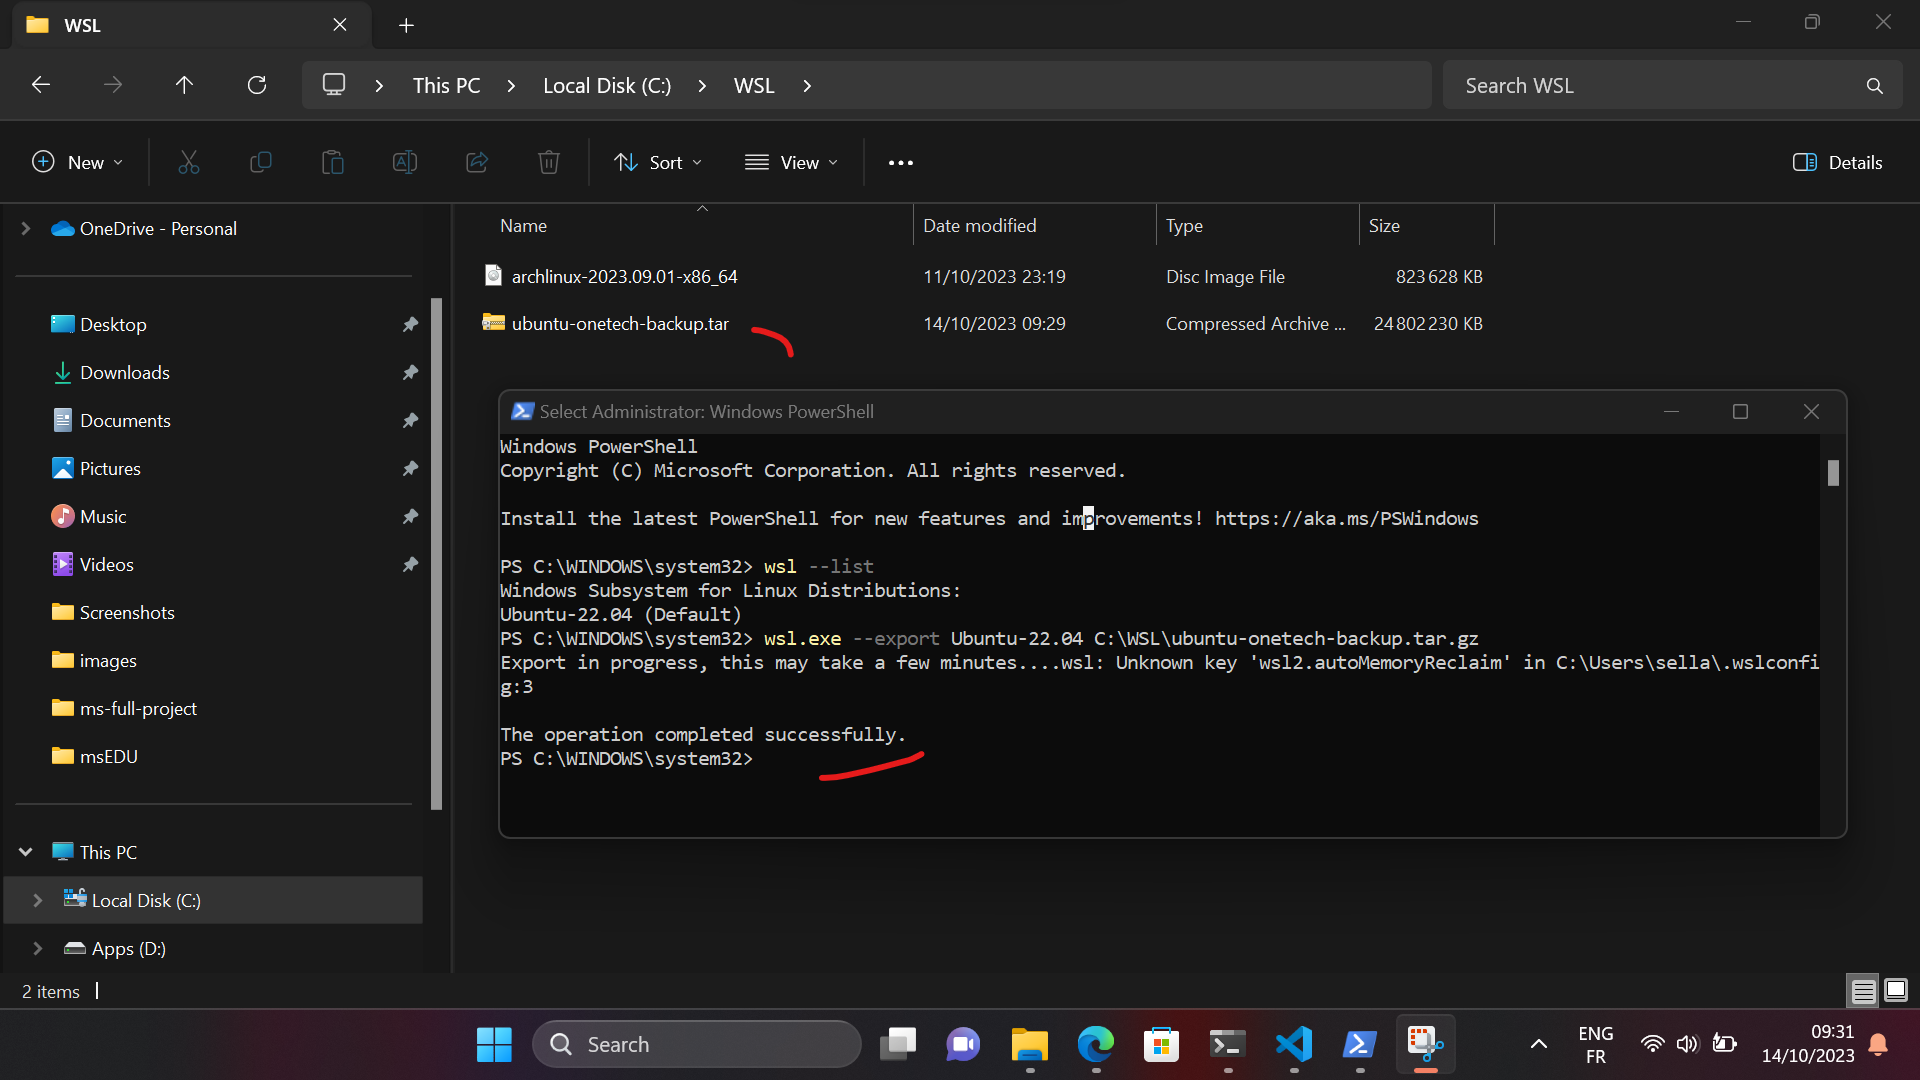 WSL
This PC
Local Disk (C:)
WSL
Search WSL
New
Sort
View
Details
OneDrive - Personal
Desktop
Downloads
Documents
Pictures
Music
Videos
Screenshots
images
ms-full-project
msEDU
This PC
Local Disk (C:)
Apps (D:)
Name Date modified Type Size
archlinux-2023.09.01-x86_64 11/10/2023 23:19 Disc Image File 823 628 KB
ubuntu-onetech-backup.tar 14/10/2023 09:29 Compressed Archive ... 24 802 230 KB
Select Administrator: Windows PowerShell
Windows PowerShell
Copyright (C) Microsoft Corporation. All rights reserved.
Install the latest PowerShell for new features and improvements! https://aka.ms/PSWindows
PS C:\WINDOWS\system32> wsl --list
Windows Subsystem for Linux Distributions:
Ubuntu-22.04 (Default)
PS C:\WINDOWS\system32> wsl.exe --export Ubuntu-22.04 C:\WSL\ubuntu-onetech-backup.tar.gz
Export in progress, this may take a few minutes....wsl: Unknown key 'wsl2.autoMemoryReclaim' in C:\Users\sella\.wslconfi
g:3
The operation completed successfully.
PS C:\WINDOWS\system32>
2 items
Search
ENG
FR
09:31
14/10/2023